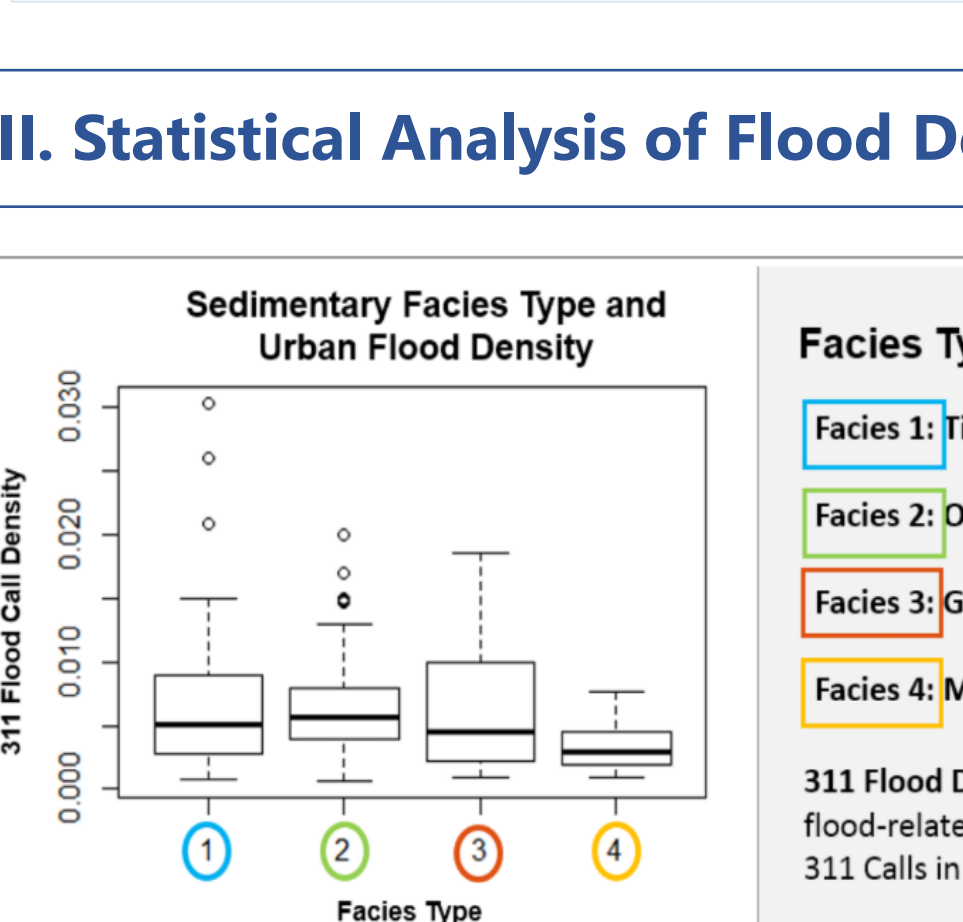 II. Statistical Analysis of Flood
Sedimentary Facies Type and
Urban Flood Density
311 Flood Call Density
0.030
0.020
0.010
0.000
1
2
3
4
Facies Type
Facies
Facies 1:
Facies 2:
Facies 3:
Facies 4:
311 Flood
311 Calls in